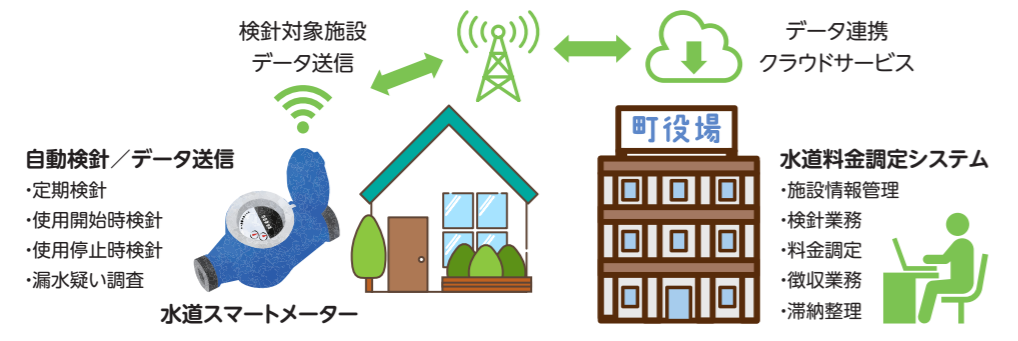 検針対象施設
データ送信
データ連携
クラウドサービス
町役場
自動検針／データ送信
・定期検針
・使用開始時検針
・使用停止時検針
・漏水疑い調査
水道スマートメーター
水道料金調定システム
・施設情報管理
・検針業務
・料金調定
・徴収業務
・滞納整理